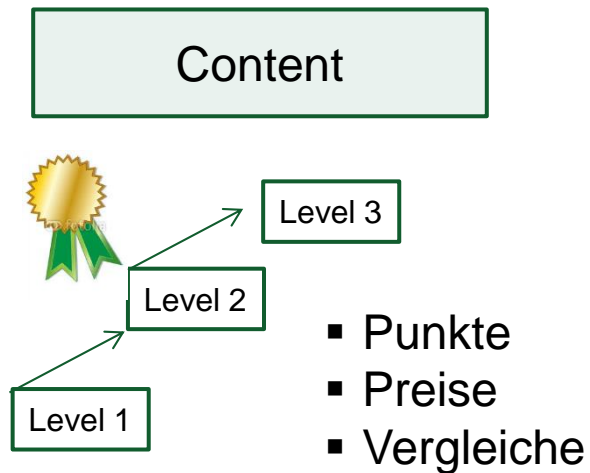 Content
Level 3
Level 2
Level 1
▪ Punkte
▪ Preise
▪ Vergleiche